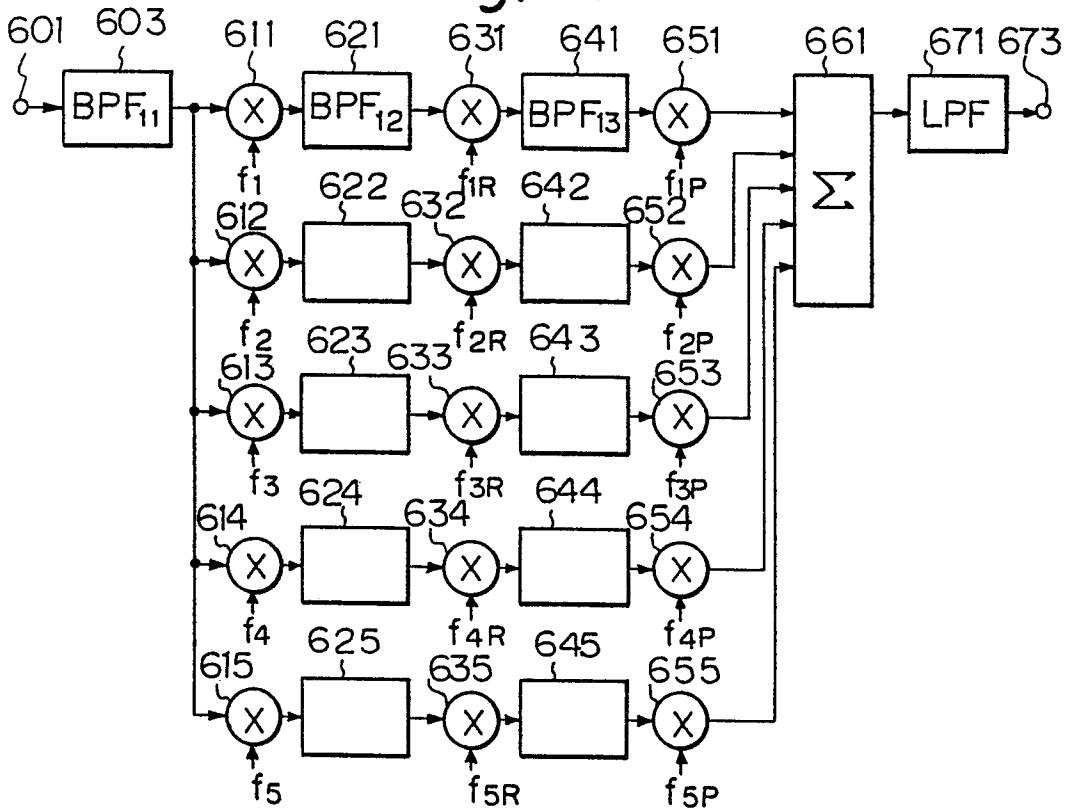 601 603 611 621 631 641 651 661 671 673
BPF11 X BPF12 X BPF13 X Σ LPF
f1 f1R f1P
612 622 632 642 652
X X X
f2 f2R f2P
613 623 633 643 653
X X X
f3 f3R f3P
614 624 634 644 654
X X X
f4 f4R f4P
615 625 635 645 655
X X X
f5 f5R f5P